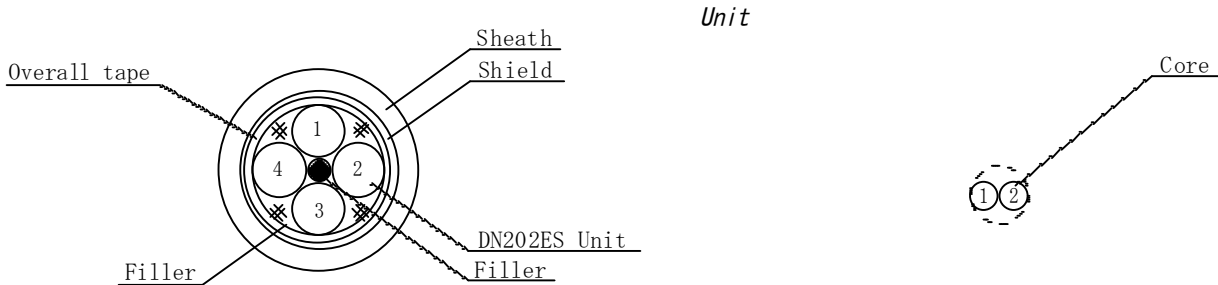 Unit
Sheath
Shield
Overall tape
Core
1
4
2
3
1 2
DN202ES Unit
Filler
Filler